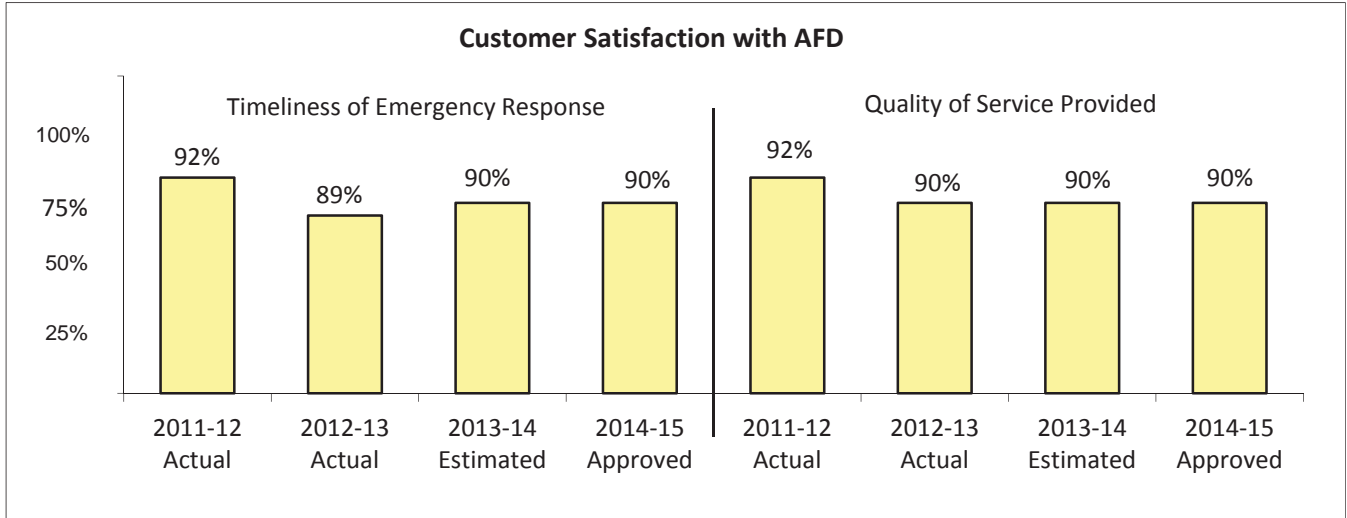 Customer Satisfaction with AFD
Timeliness of Emergency Response
Quality of Service Provided
100%
75%
50%
25%
92%
89%
90%
90%
92%
90%
90%
90%
2011-12
Actual
2012-13
Actual
2013-14
Estimated
2014-15
Approved
2011-12
Actual
2012-13
Actual
2013-14
Estimated
2014-15
Approved